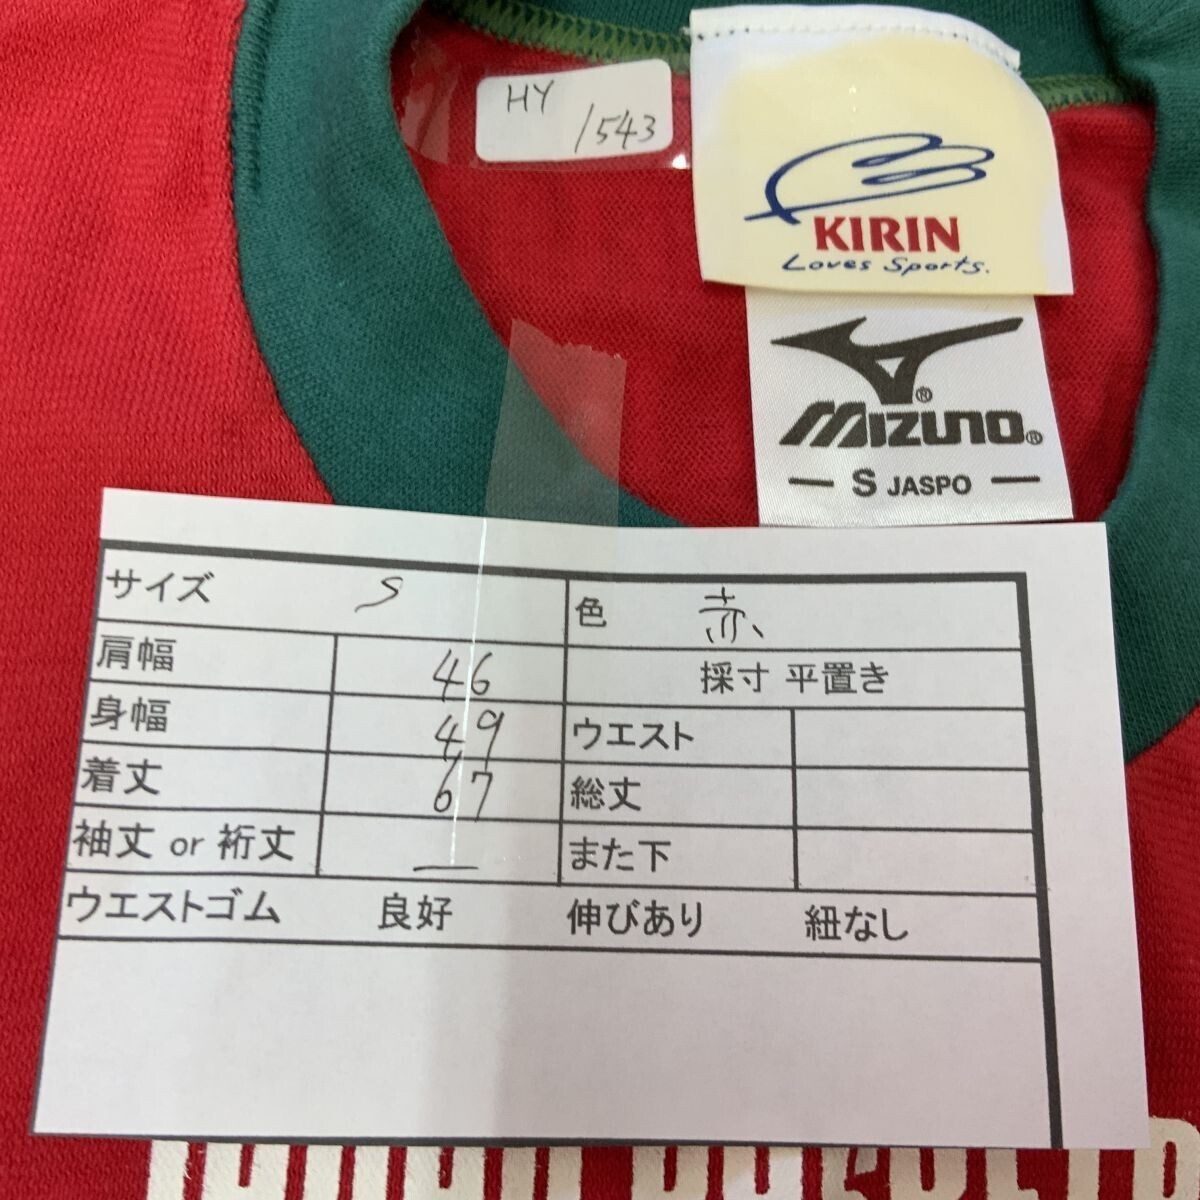 HY
1543
KIRIN
Loves Sports.
MIZUNO®
S JASPO
サイズ S 色 赤
肩幅 46 採寸 平置き
身幅 49 ウエスト
着丈 67 総丈
袖丈 or 裄丈 — また下
ウエストゴム 良好 伸びあり 紐なし